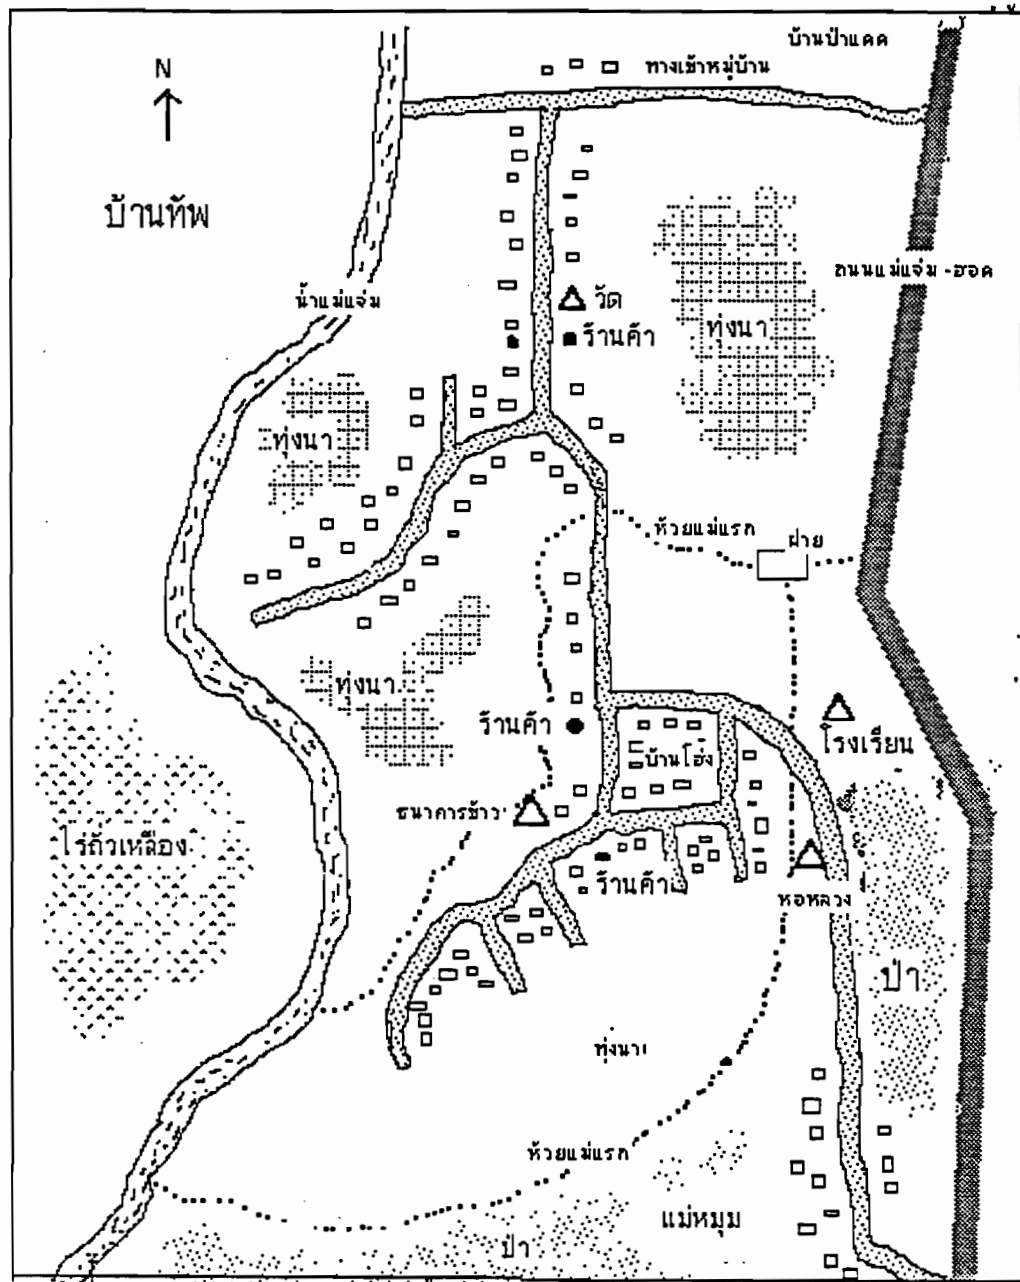 บ้านป่าแดด
N
ทางเข้าหมู่บ้าน
บ้านทัพ
ถนนแม่แจ่ม -ฮอด
น้ำแม่แจ่ม
วัด
ร้านค้า
ทุ่งนา
ทุ่งนา
ห้วยแม่แรก
ฝาย
ทุ่งนา
ร้านค้า
โรงเรียน
บ้านโฮ่ง
ธนาคารข้าว
ไร่ถั่วเหลือง
ร้านค้า
หอหลวง
ป่า
ทุ่งนา
ห้วยแม่แรก
แม่หมุม
ป่า